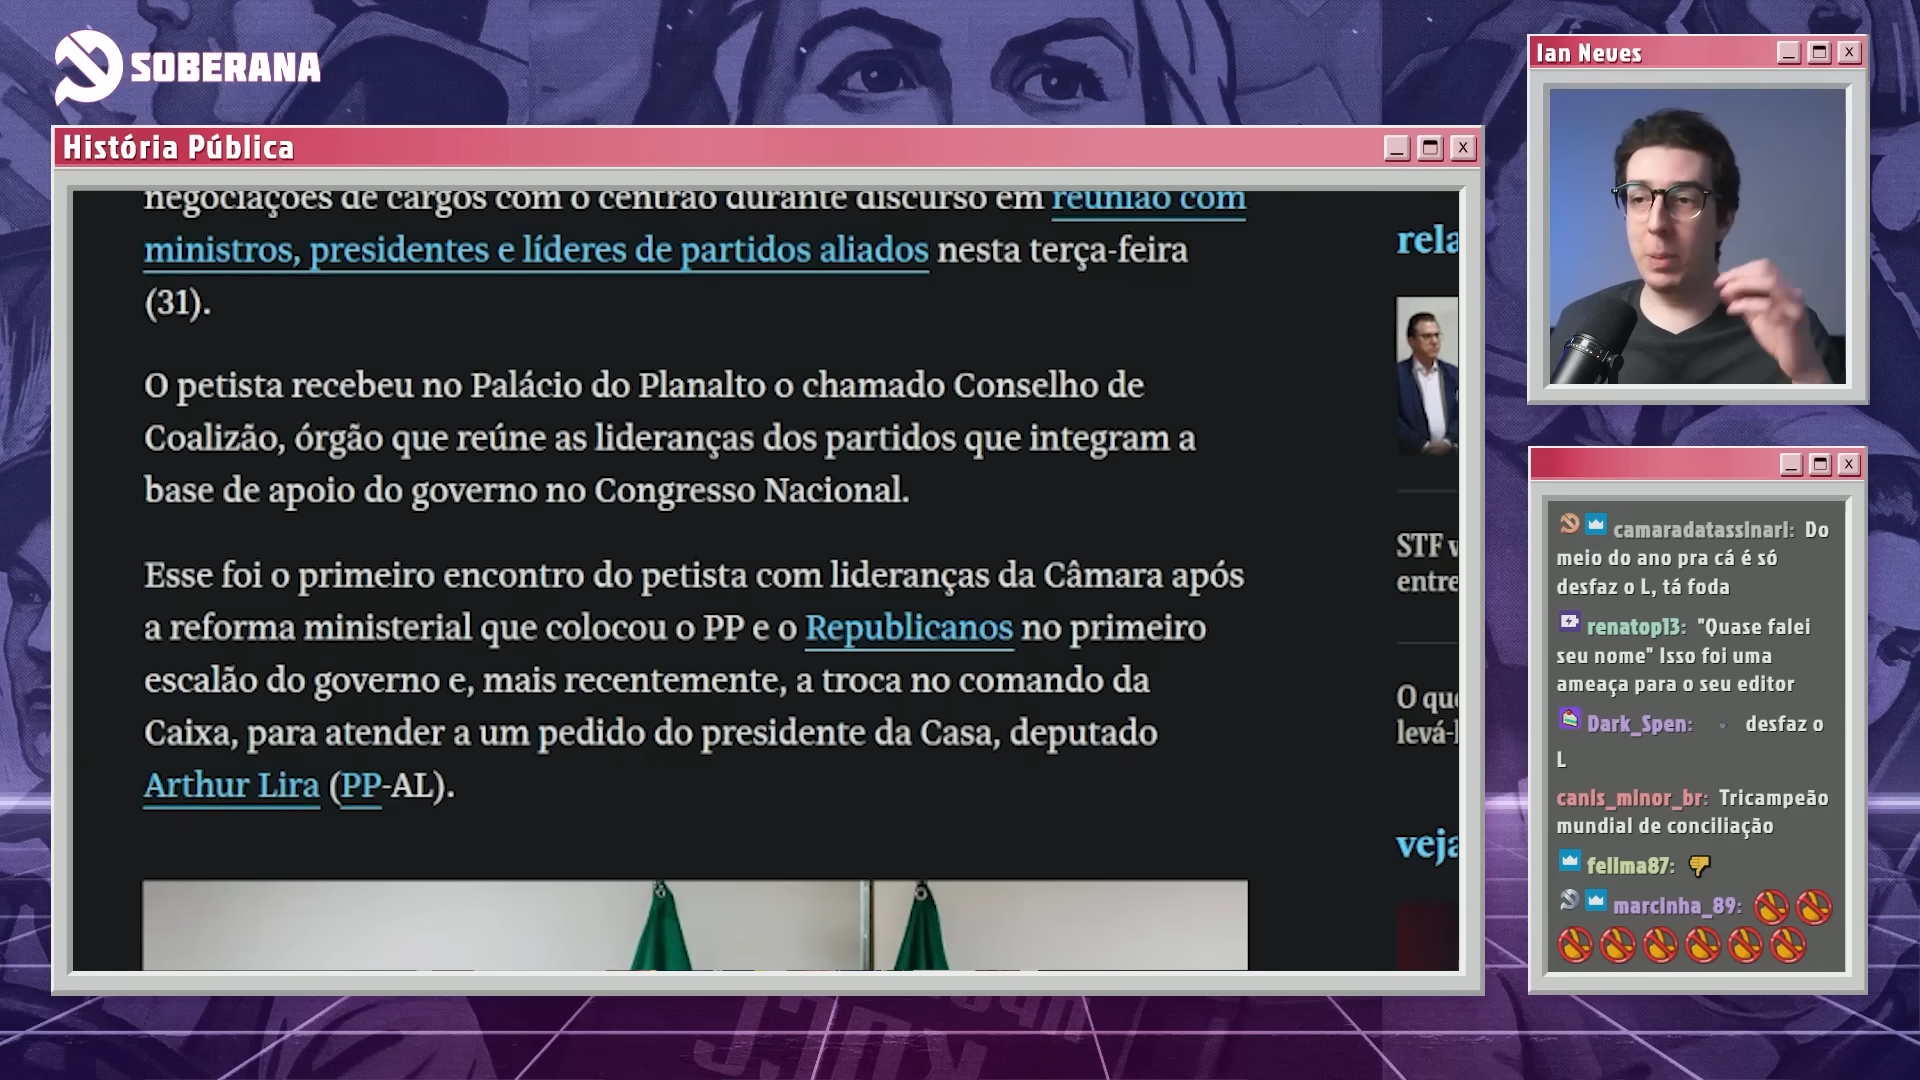 SOBERANA
História Pública
negociações de cargos com o centrão durante discurso em reunião com
ministros, presidentes e líderes de partidos aliados nesta terça-feira
(31).
O petista recebeu no Palácio do Planalto o chamado Conselho de
Coalizão, órgão que reúne as lideranças dos partidos que integram a
base de apoio do governo no Congresso Nacional.
Esse foi o primeiro encontro do petista com lideranças da Câmara após
a reforma ministerial que colocou o PP e o Republicanos no primeiro
escalão do governo e, mais recentemente, a troca no comando da
Caixa, para atender a um pedido do presidente da Casa, deputado
Arthur Lira (PP-AL).
rela
STF v
entre
O que
levá-l
veja
Ian Neves
camaradatassinari: Do
meio do ano pra cá é só
desfaz o L, tá foda
renatop13: "Quase falei
seu nome" Isso foi uma
ameaça para o seu editor
Dark_Spen: desfaz o
L
canis_minor_br: Tricampeão
mundial de conciliação
felima87:
marcinha_89: